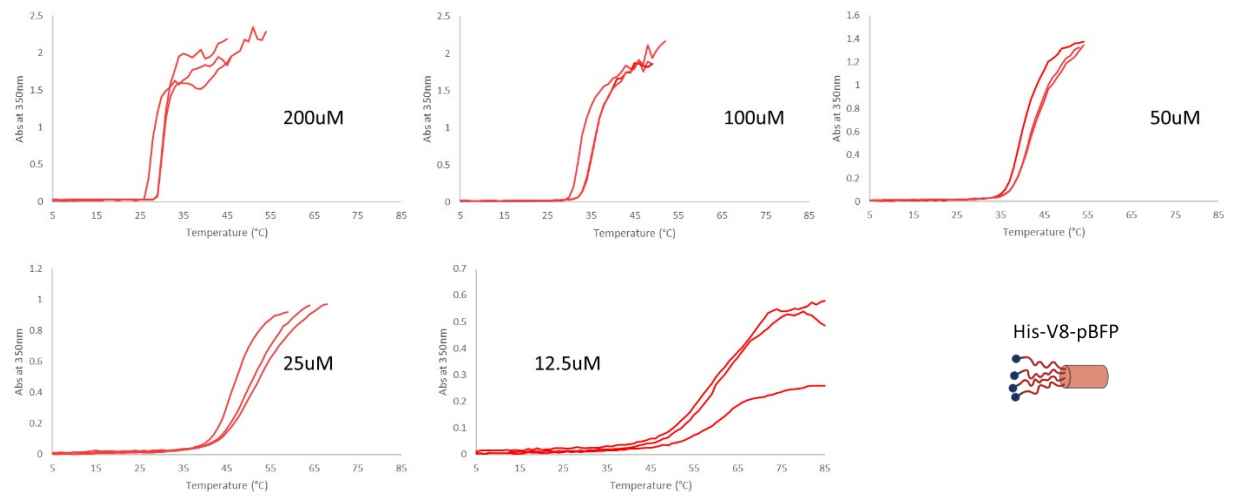 2.5
2
1.5
1
0.5
0
Abs at 350nm
200uM
5 15 25 35 45 55 65 75 85
Temperature (°C)
2.5
2
1.5
1
0.5
0
Abs at 350nm
100uM
5 15 25 35 45 55 65 75 85
Temperature (°C)
1.6
1.4
1.2
1
0.8
0.6
0.4
0.2
0
Abs at 350nm
50uM
5 15 25 35 45 55 65 75 85
Temperature (°C)
1.2
1
0.8
0.6
0.4
0.2
0
Abs at 350nm
25uM
5 15 25 35 45 55 65 75 85
Temperature (°C)
0.7
0.6
0.5
0.4
0.3
0.2
0.1
0
Abs at 350nm
12.5uM
5 15 25 35 45 55 65 75 85
Temperature (°C)
His-V8-pBFP